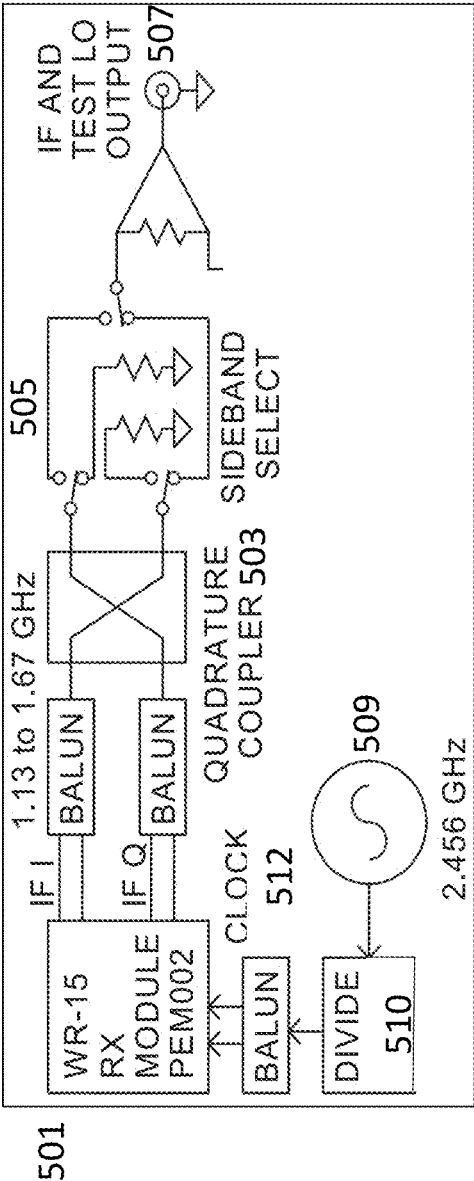 501
WR-15
RX
MODULE
PEM002
IF I
IF Q
1.13 to 1.67 GHz
BALUN
BALUN
QUADRATURE
COUPLER 503
505
SIDEBAND
SELECT
IF AND
TEST LO
OUTPUT
507
CLOCK
512
BALUN
DIVIDE
510
509
2.456 GHz